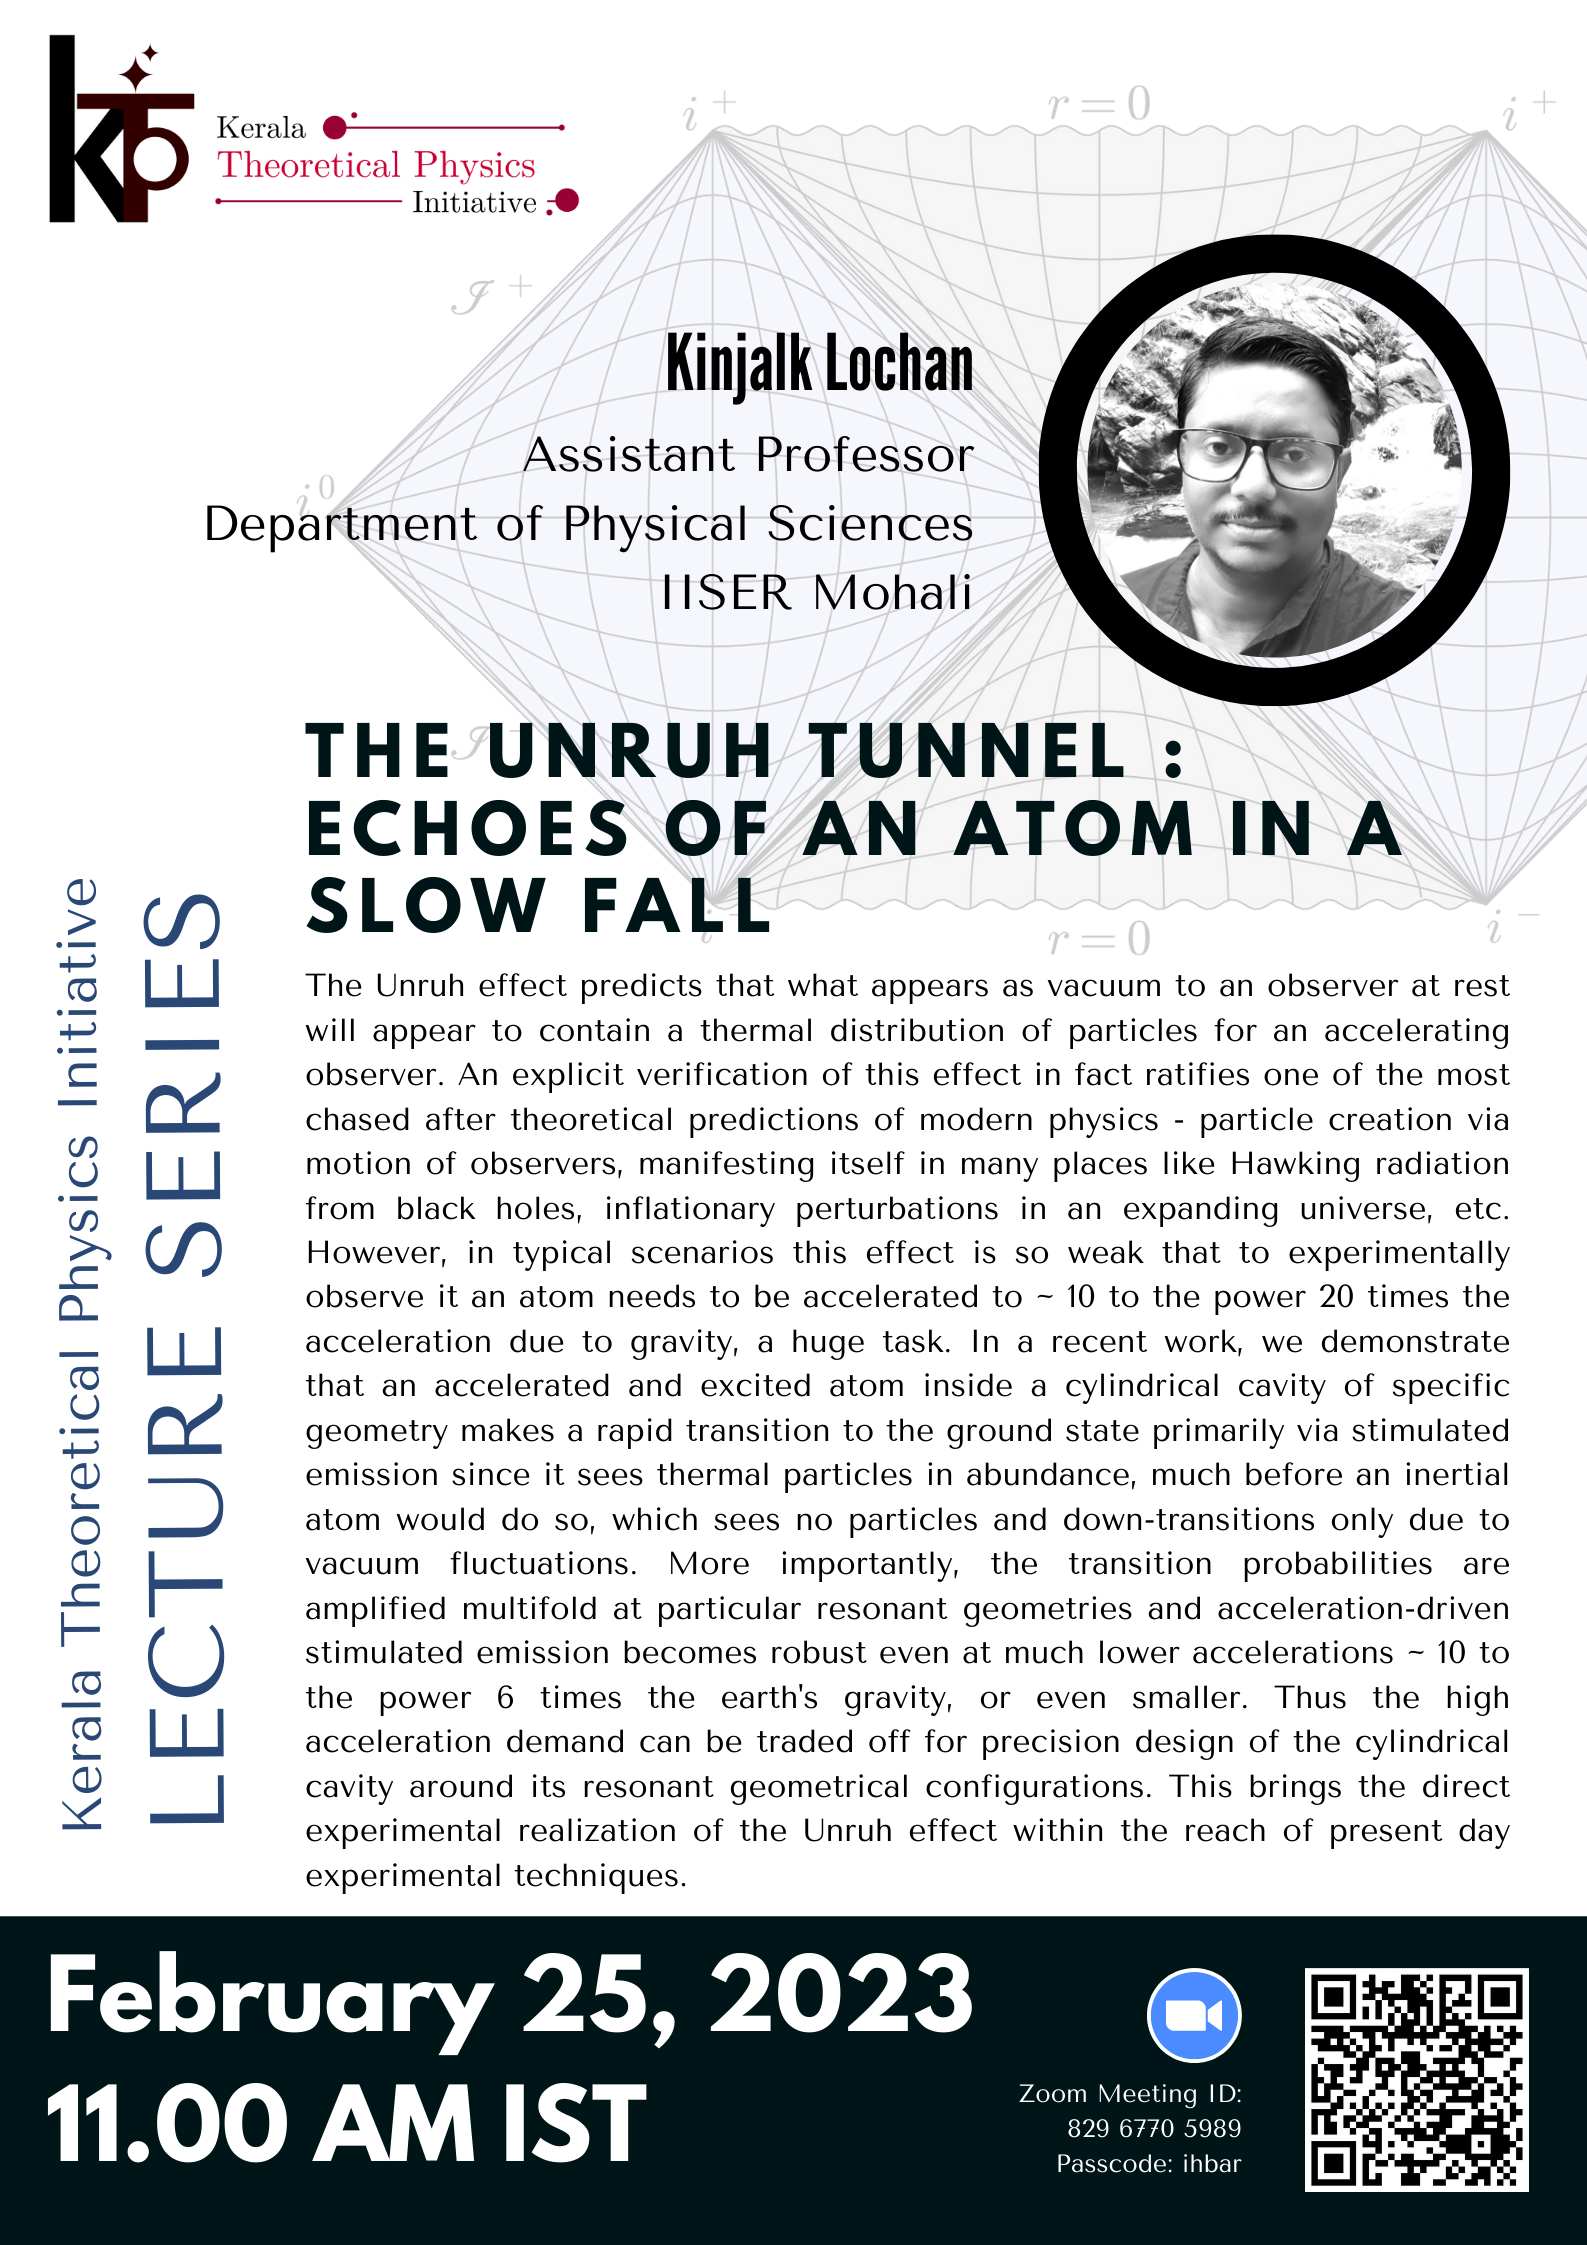 kTp
Kerala
Theoretical Physics
Initiative
i +
r = 0
i +
ℐ +
Kinjalk Lochan
Assistant Professor
i 0
Department of Physical Sciences
IISER Mohali
THE UNRUH TUNNEL :
ECHOES OF AN ATOM IN A
SLOW FALL
ℐ -
i -
r = 0
i -
The Unruh effect predicts that what appears as vacuum to an observer at rest
will appear to contain a thermal distribution of particles for an accelerating
observer. An explicit verification of this effect in fact ratifies one of the most
chased after theoretical predictions of modern physics - particle creation via
motion of observers, manifesting itself in many places like Hawking radiation
from black holes, inflationary perturbations in an expanding universe, etc.
However, in typical scenarios this effect is so weak that to experimentally
observe it an atom needs to be accelerated to ~ 10 to the power 20 times the
acceleration due to gravity, a huge task. In a recent work, we demonstrate
that an accelerated and excited atom inside a cylindrical cavity of specific
geometry makes a rapid transition to the ground state primarily via stimulated
emission since it sees thermal particles in abundance, much before an inertial
atom would do so, which sees no particles and down-transitions only due to
vacuum fluctuations. More importantly, the transition probabilities are
amplified multifold at particular resonant geometries and acceleration-driven
stimulated emission becomes robust even at much lower accelerations ~ 10 to
the power 6 times the earth's gravity, or even smaller. Thus the high
acceleration demand can be traded off for precision design of the cylindrical
cavity around its resonant geometrical configurations. This brings the direct
experimental realization of the Unruh effect within the reach of present day
experimental techniques.
Kerala Theoretical Physics Initiative
LECTURE SERIES
February 25, 2023
11.00 AM IST
Zoom Meeting ID:
829 6770 5989
Passcode: ihbar